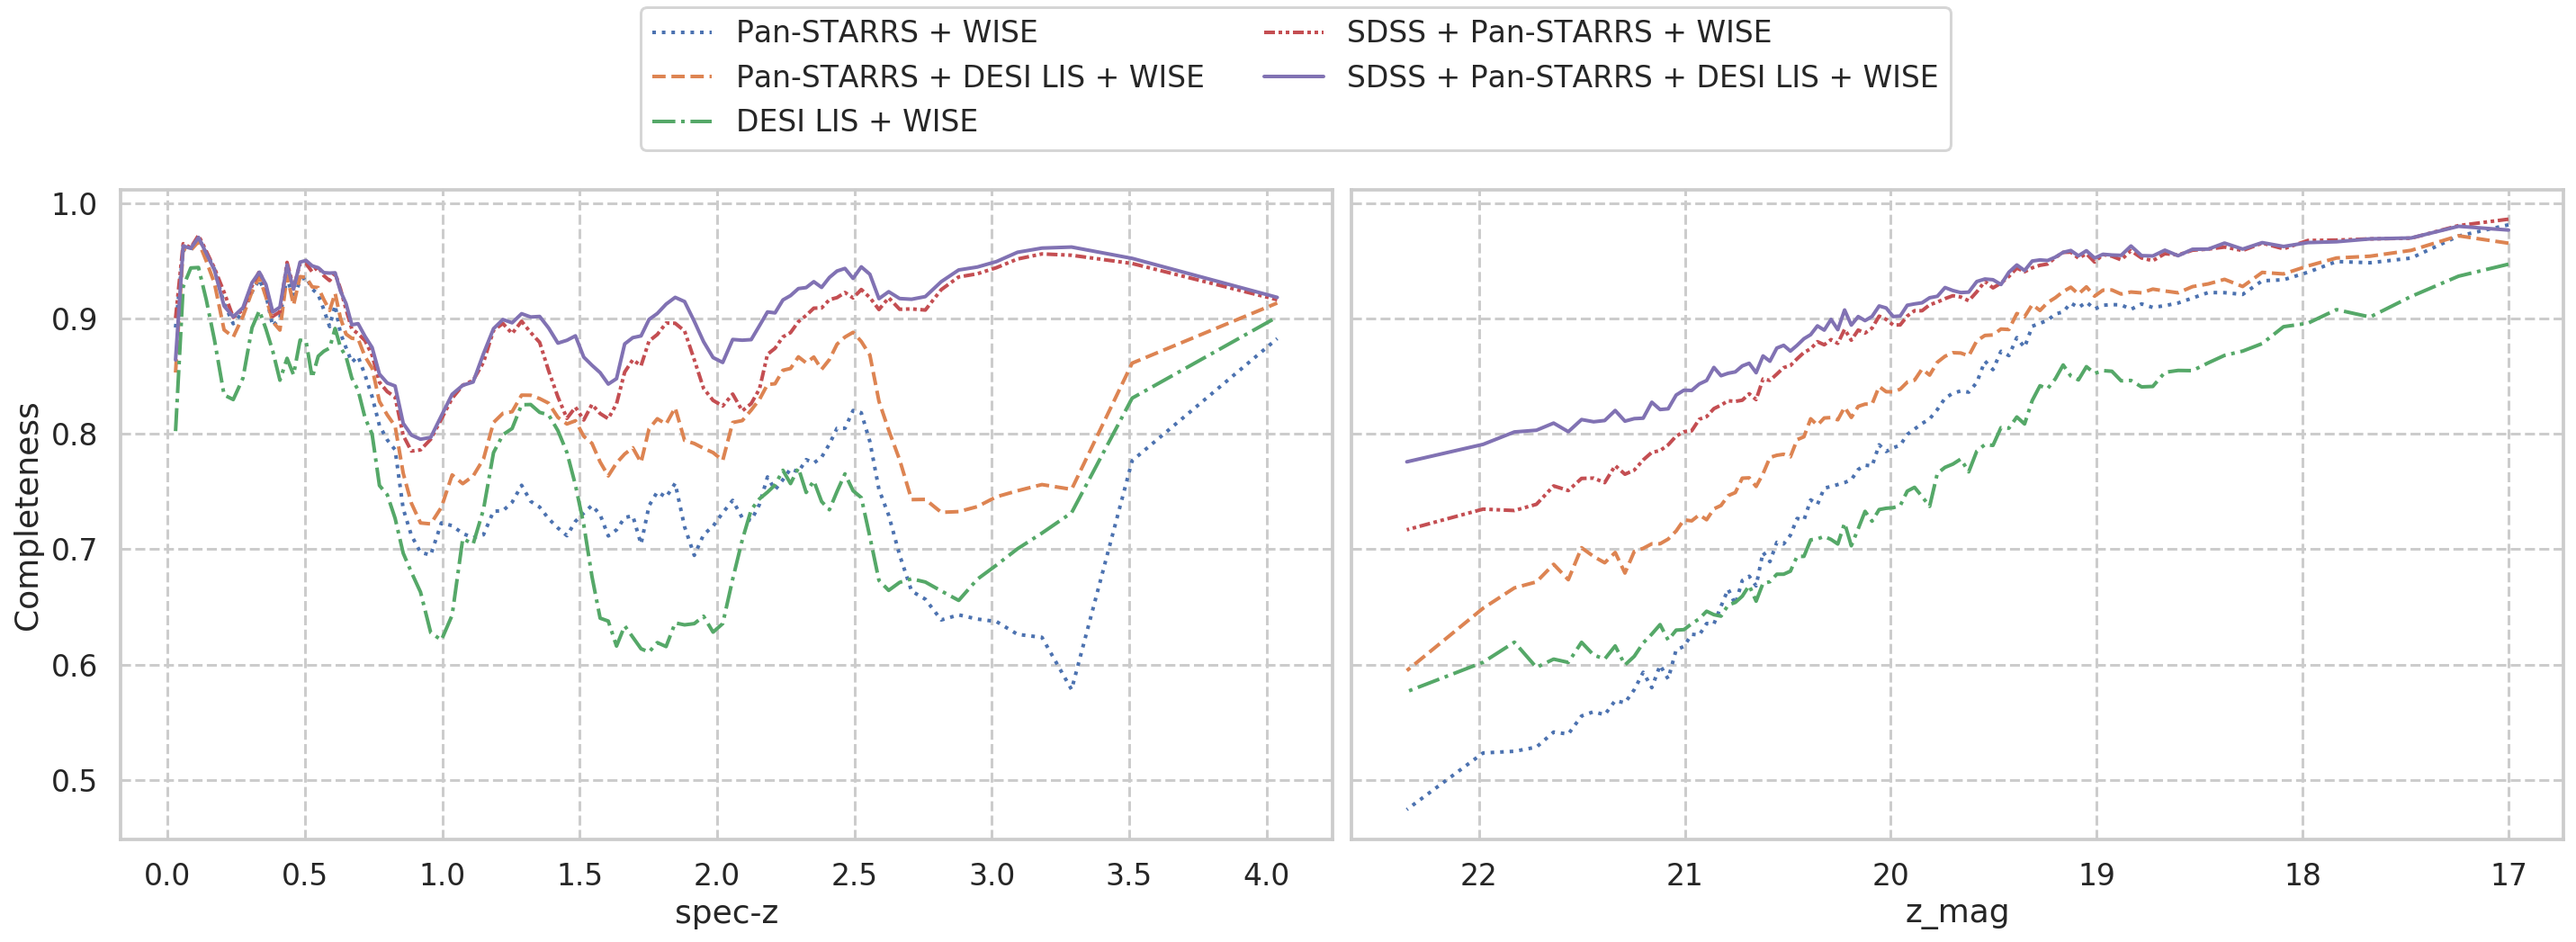 Pan-STARRS + WISE
Pan-STARRS + DESI LIS + WISE
DESI LIS + WISE
SDSS + Pan-STARRS + WISE
SDSS + Pan-STARRS + DESI LIS + WISE
Completeness
1.0
0.9
0.8
0.7
0.6
0.5
0.0 0.5 1.0 1.5 2.0 2.5 3.0 3.5 4.0
spec-z
22 21 20 19 18 17
z_mag